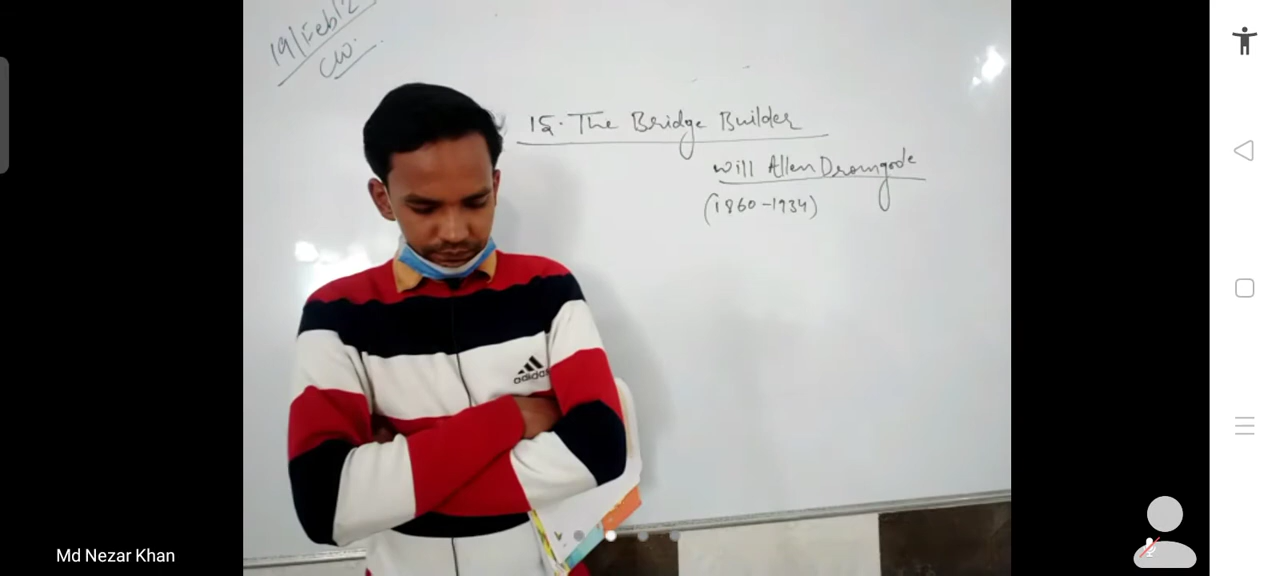 19/Feb/2
CW.
15. The Bridge Builder
Will Allen Dromgoole
(1860-1934)
adidas
Md Nezar Khan